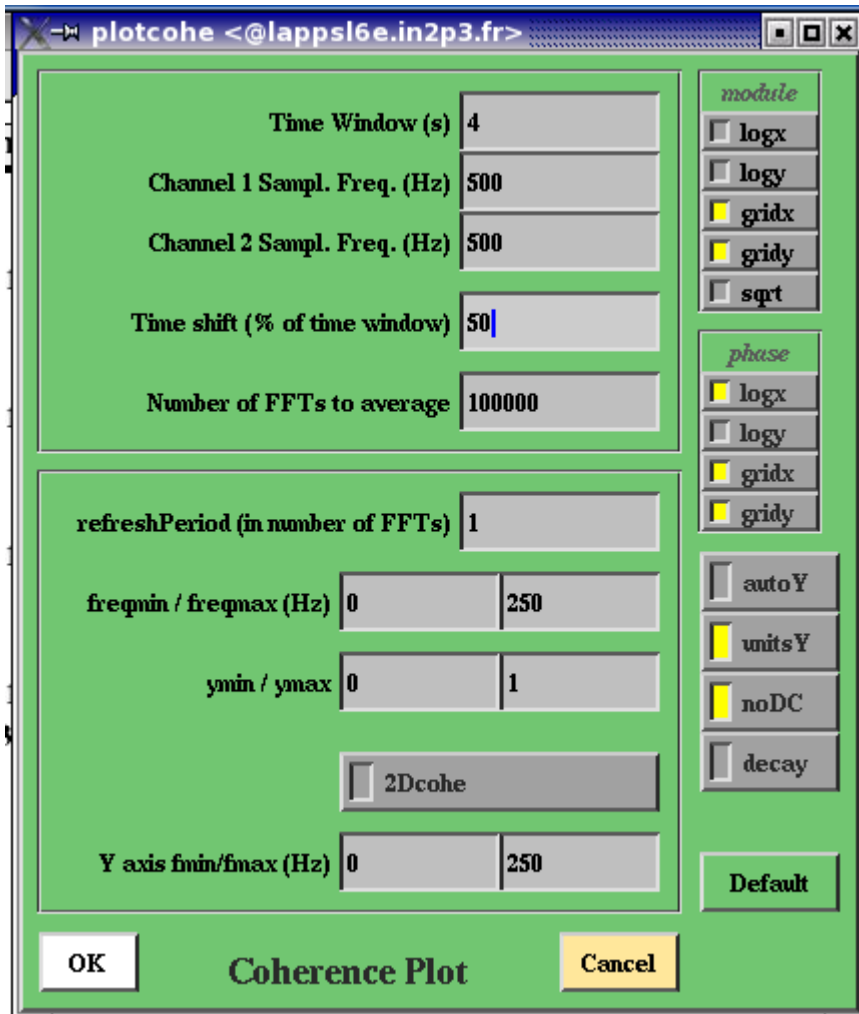 plotcohe <@lappsl6e.in2p3.fr>
Time Window (s) 4
Channel 1 Sampl. Freq. (Hz) 500
Channel 2 Sampl. Freq. (Hz) 500
Time shift (% of time window) 50
Number of FFTs to average 100000
refreshPeriod (in number of FFTs) 1
freqmin / freqmax (Hz) 0 250
ymin / ymax 0 1
2Dcohe
Y axis fmin/fmax (Hz) 0 250
module
logx
logy
gridx
gridy
sqrt
phase
logx
logy
gridx
gridy
autoY
unitsY
noDC
decay
Default
OK
Coherence Plot
Cancel